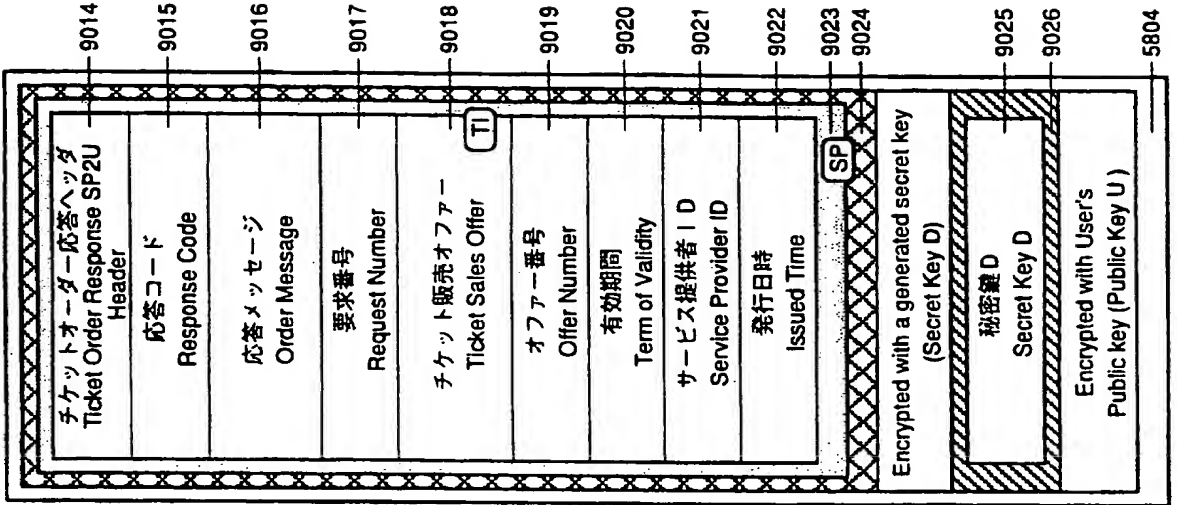 チケットオーダー応答ヘッダ
Ticket Order Response SP2U
Header
9014
応答コード
Response Code
9015
応答メッセージ
Order Message
9016
要求番号
Request Number
9017
チケット販売オファー
Ticket Sales Offer
TI
9018
オファー番号
Offer Number
9019
有効期間
Term of Validity
9020
サービス提供者ID
Service Provider ID
9021
発行日時
Issued Time
9022
SP
9023
9024
Encrypted with a generated secret key
(Secret Key D)
秘密鍵D
Secret Key D
9025
9026
Encrypted with User's
Public key (Public Key U)
5804